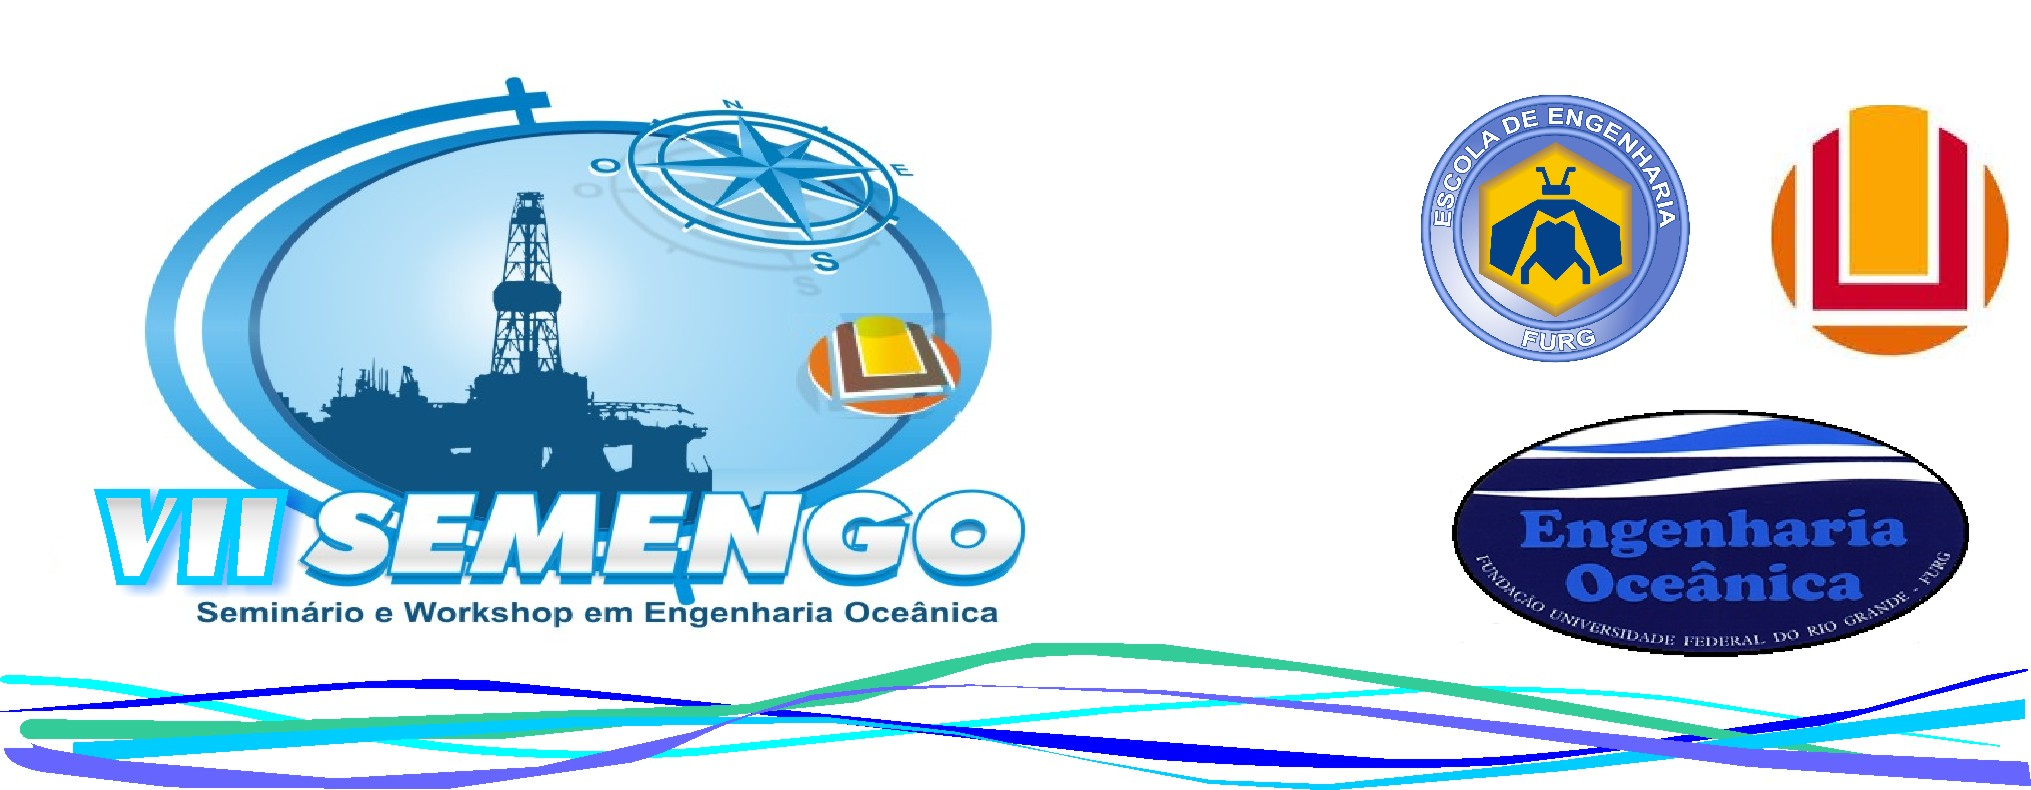 N
O
E
O
S
S
VII SEMENGO
Seminário e Workshop em Engenharia Oceânica
ESCOLA DE ENGENHARIA
FURG
Engenharia
Oceânica
FUNDAÇÃO UNIVERSIDADE FEDERAL DO RIO GRANDE - FURG